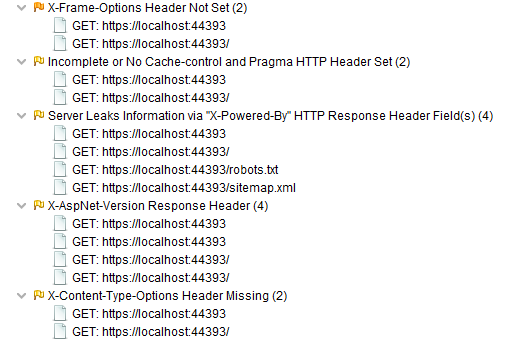 X-Frame-Options Header Not Set (2)
GET: https://localhost:44393
GET: https://localhost:44393/
Incomplete or No Cache-control and Pragma HTTP Header Set (2)
GET: https://localhost:44393
GET: https://localhost:44393/
Server Leaks Information via "X-Powered-By" HTTP Response Header Field(s) (4)
GET: https://localhost:44393
GET: https://localhost:44393/
GET: https://localhost:44393/robots.txt
GET: https://localhost:44393/sitemap.xml
X-AspNet-Version Response Header (4)
GET: https://localhost:44393
GET: https://localhost:44393
GET: https://localhost:44393/
GET: https://localhost:44393/
X-Content-Type-Options Header Missing (2)
GET: https://localhost:44393
GET: https://localhost:44393/